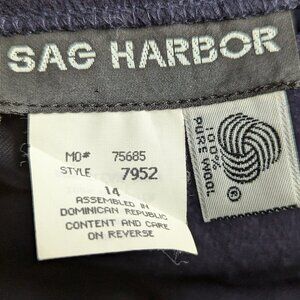 SAG HARBOR
MO# 75685
STYLE 7952
14
ASSEMBLED IN
DOMINICAN REPUBLIC
CONTENT AND CARE
ON REVERSE
100%
PURE WOOL
®